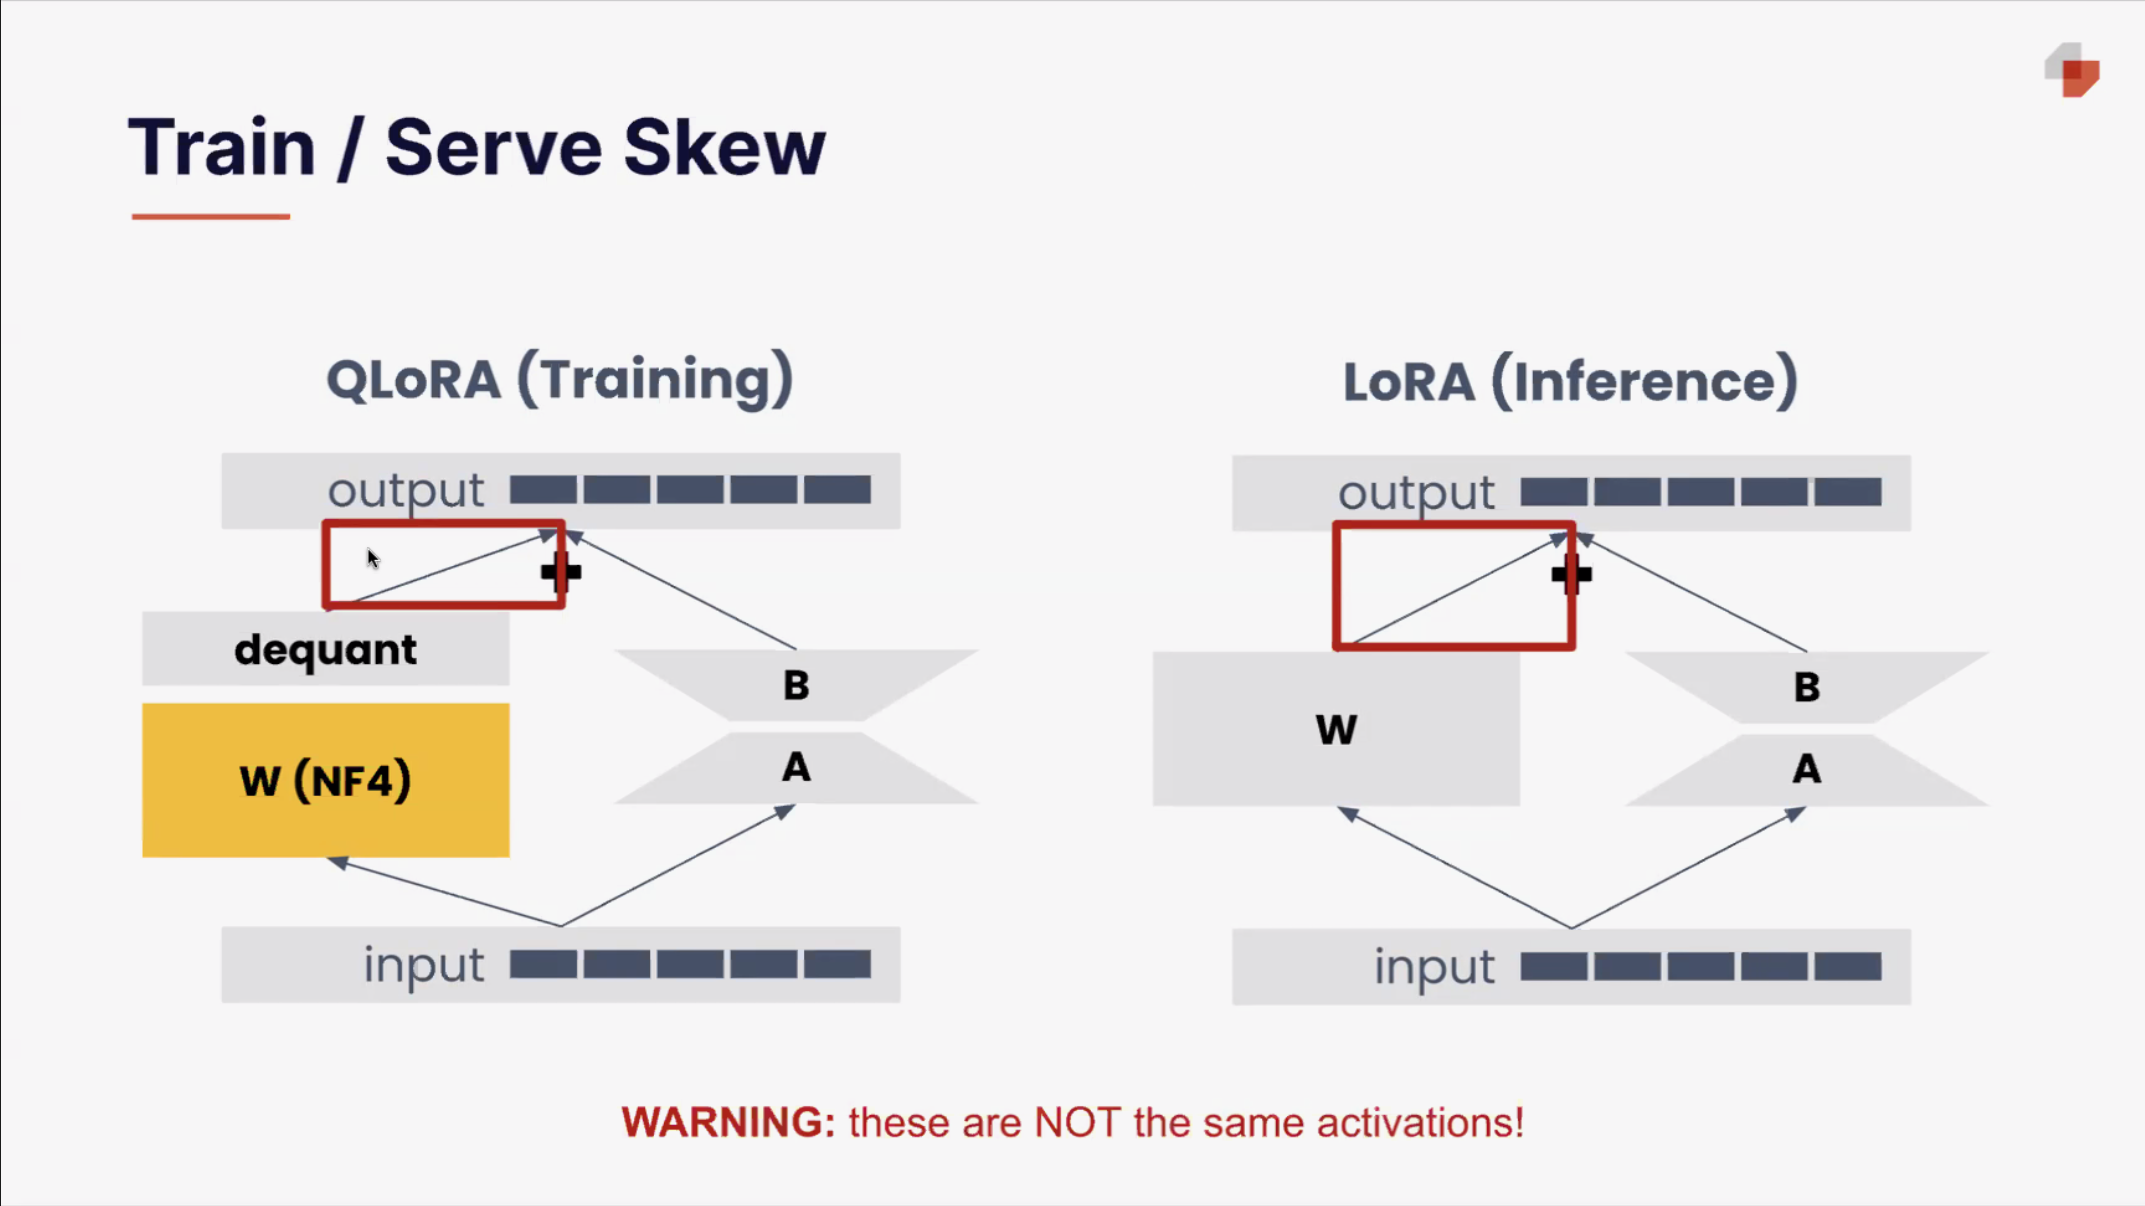 Train / Serve Skew
QLoRA (Training)
output
dequant
W (NF4)
B
A
input
LoRA (Inference)
output
W
B
A
input
WARNING: these are NOT the same activations!